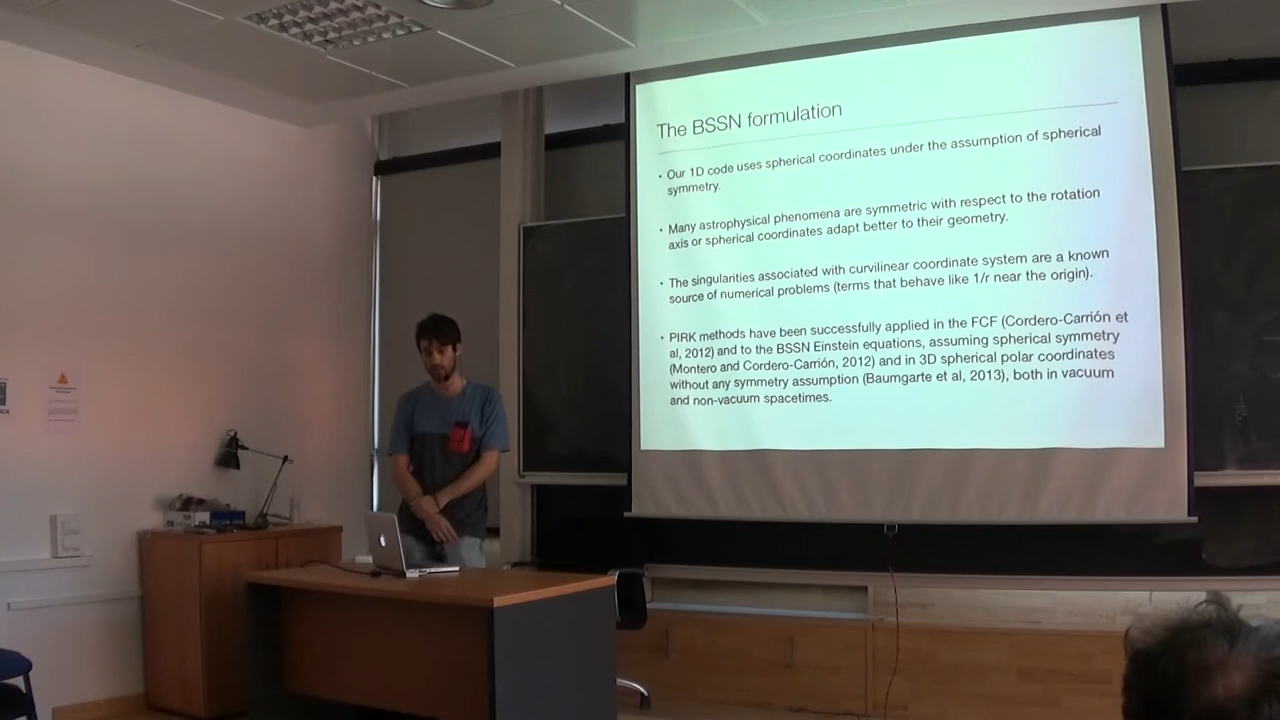 The BSSN formulation
• Our 1D code uses spherical coordinates under the assumption of spherical
symmetry.
• Many astrophysical phenomena are symmetric with respect to the rotation
axis or spherical coordinates adapt better to their geometry.
• The singularities associated with curvilinear coordinate system are a known
source of numerical problems (terms that behave like 1/r near the origin).
• PIRK methods have been successfully applied in the FCF (Cordero-Carrión et
al, 2012) and to the BSSN Einstein equations, assuming spherical symmetry
(Montero and Cordero-Carrión, 2012) and in 3D spherical polar coordinates
without any symmetry assumption (Baumgarte et al, 2013), both in vacuum
and non-vacuum spacetimes.